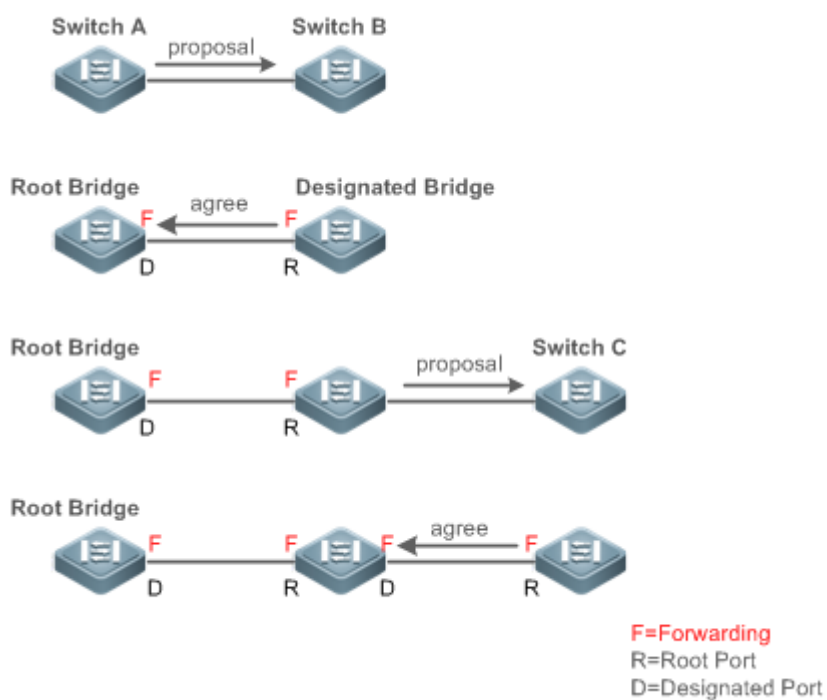 Switch A Switch B
proposal
Root Bridge Designated Bridge
F agree F
D R
Root Bridge Switch C
F F proposal
D R
Root Bridge
F F F agree F
D R D R
F=Forwarding
R=Root Port
D=Designated Port